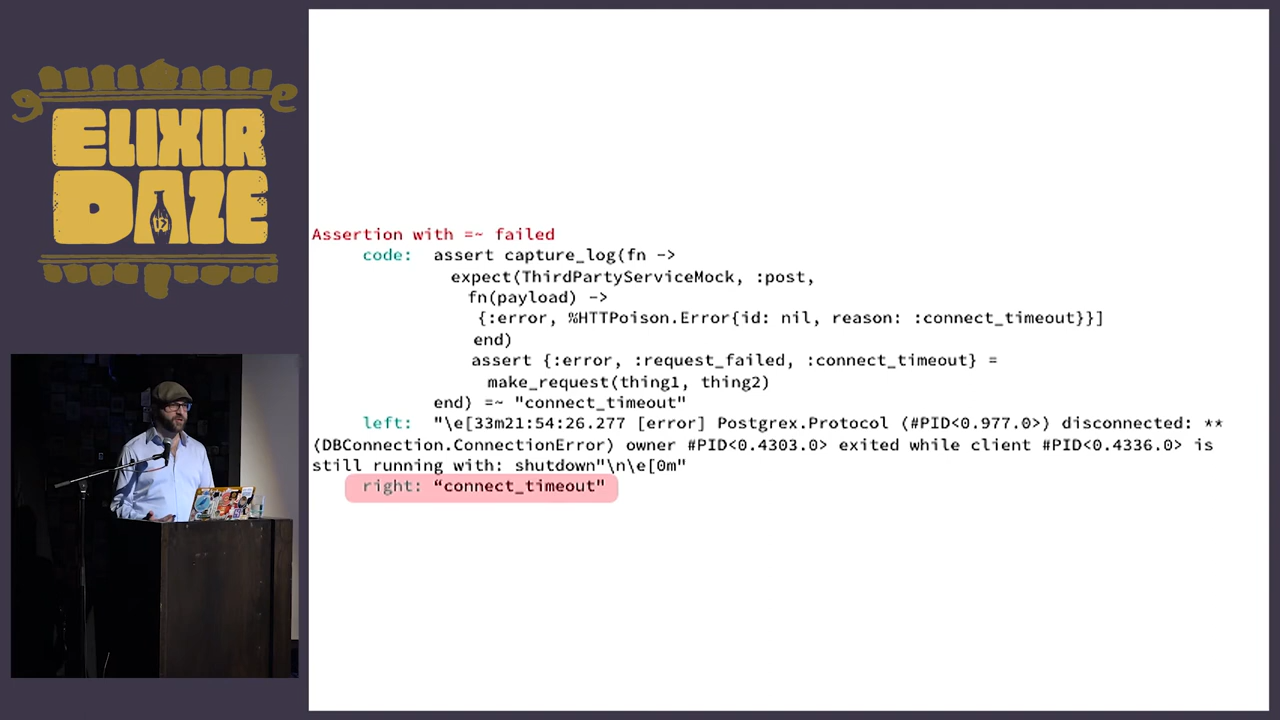 ELIXIR
DAZE
Assertion with =~ failed
code: assert capture_log(fn ->
expect(ThirdPartyServiceMock, :post,
fn(payload) ->
{:error, %HTTPoison.Error{id: nil, reason: :connect_timeout}}]
end)
assert {:error, :request_failed, :connect_timeout} =
make_request(thing1, thing2)
end) =~ "connect_timeout"
left: "\e[33m21:54:26.277 [error] Postgrex.Protocol (#PID<0.977.0>) disconnected: **
(DBConnection.ConnectionError) owner #PID<0.4303.0> exited while client #PID<0.4336.0> is
still running with: shutdown"\n\e[0m"
right: “connect_timeout"